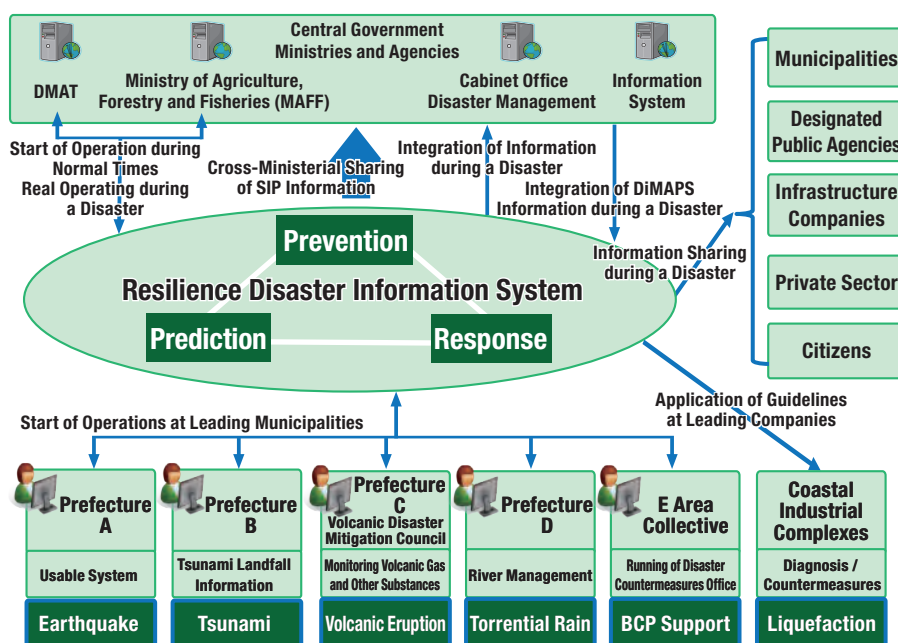 Central Government
Ministries and Agencies
DMAT
Ministry of Agriculture,
Forestry and Fisheries (MAFF)
Cabinet Office
Disaster Management
Information
System
Municipalities
Designated
Public Agencies
Infrastructure
Companies
Private Sector
Citizens
Start of Operation during
Normal Times
Real Operating during
a Disaster
Cross-Ministerial Sharing
of SIP Information
Integration of Information
during a Disaster
Integration of DiMAPS
Information during a Disaster
Information Sharing
during a Disaster
Prevention
Resilience Disaster Information System
Prediction
Response
Application of Guidelines
at Leading Companies
Start of Operations at Leading Municipalities
Prefecture
A
Usable System
Earthquake
Prefecture
B
Tsunami Landfall
Information
Tsunami
Prefecture
C
Volcanic Disaster
Mitigation Council
Monitoring Volcanic Gas
and Other Substances
Volcanic Eruption
Prefecture
D
River Management
Torrential Rain
E Area
Collective
Running of Disaster
Countermeasures Office
BCP Support
Coastal
Industrial
Complexes
Diagnosis /
Countermeasures
Liquefaction